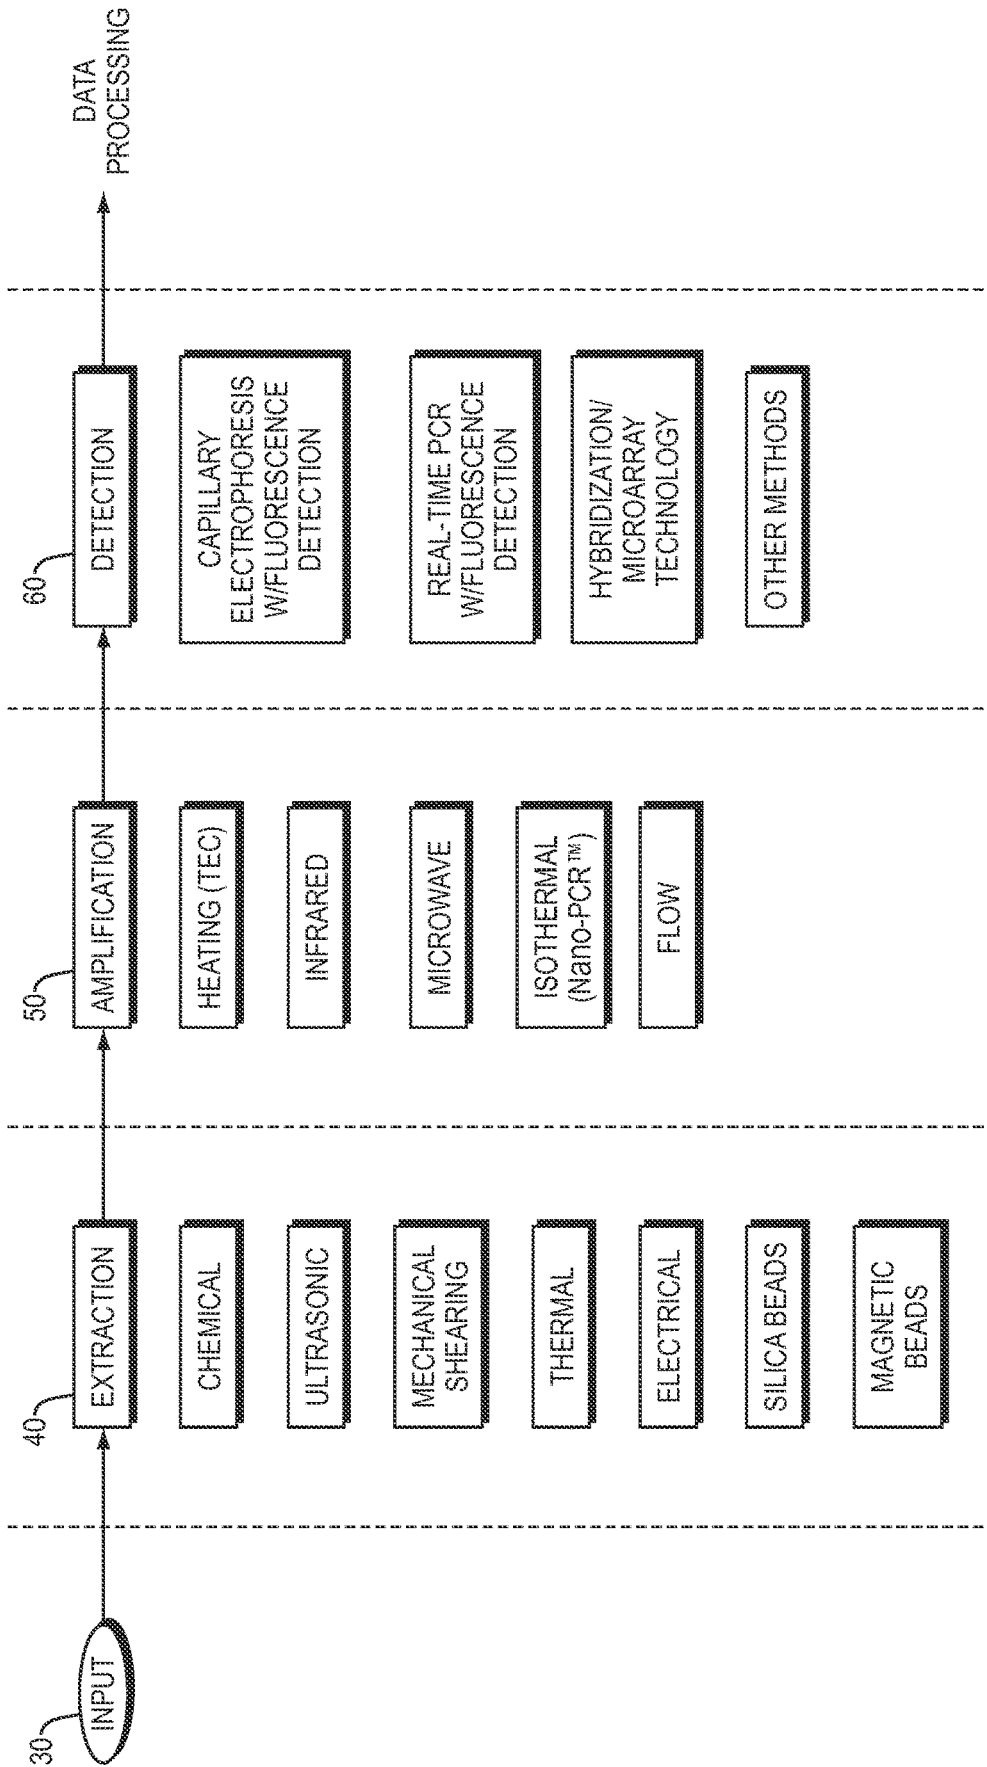 30
INPUT
40
EXTRACTION
CHEMICAL
ULTRASONIC
MECHANICAL
SHEARING
THERMAL
ELECTRICAL
SILICA BEADS
MAGNETIC
BEADS
50
AMPLIFICATION
HEATING (TEC)
INFRARED
MICROWAVE
ISOTHERMAL
(Nano-PCR™)
FLOW
60
DETECTION
CAPILLARY
ELECTROPHORESIS
W/FLUORESCENCE
DETECTION
REAL-TIME PCR
W/FLUORESCENCE
DETECTION
HYBRIDIZATION/
MICROARRAY
TECHNOLOGY
OTHER METHODS
DATA
PROCESSING